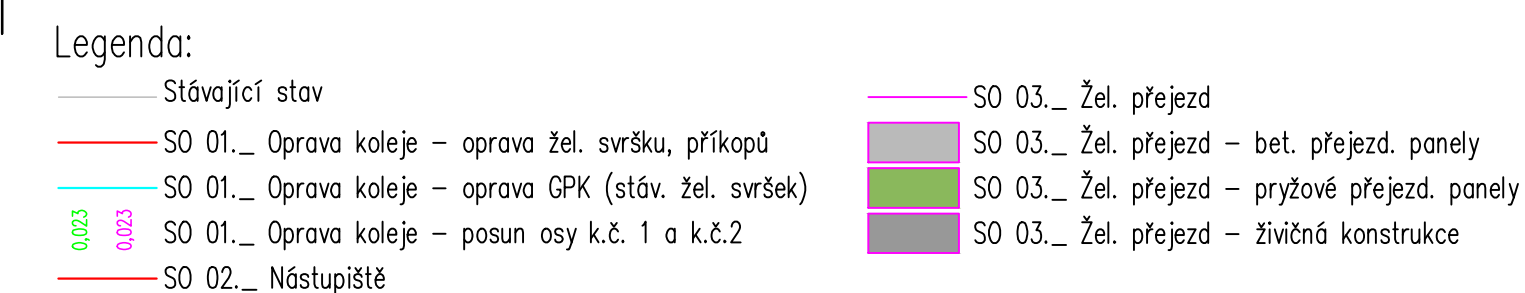 Legenda:
Stávající stav
SO 01._ Oprava koleje – oprava žel. svršku, příkopů
SO 01._ Oprava koleje – oprava GPK (stáv. žel. svršek)
0,023 0,023 SO 01._ Oprava koleje – posun osy k.č. 1 a k.č.2
SO 02._ Nástupiště
SO 03._ Žel. přejezd
SO 03._ Žel. přejezd – bet. přejezd. panely
SO 03._ Žel. přejezd – pryžové přejezd. panely
SO 03._ Žel. přejezd – živičná konstrukce